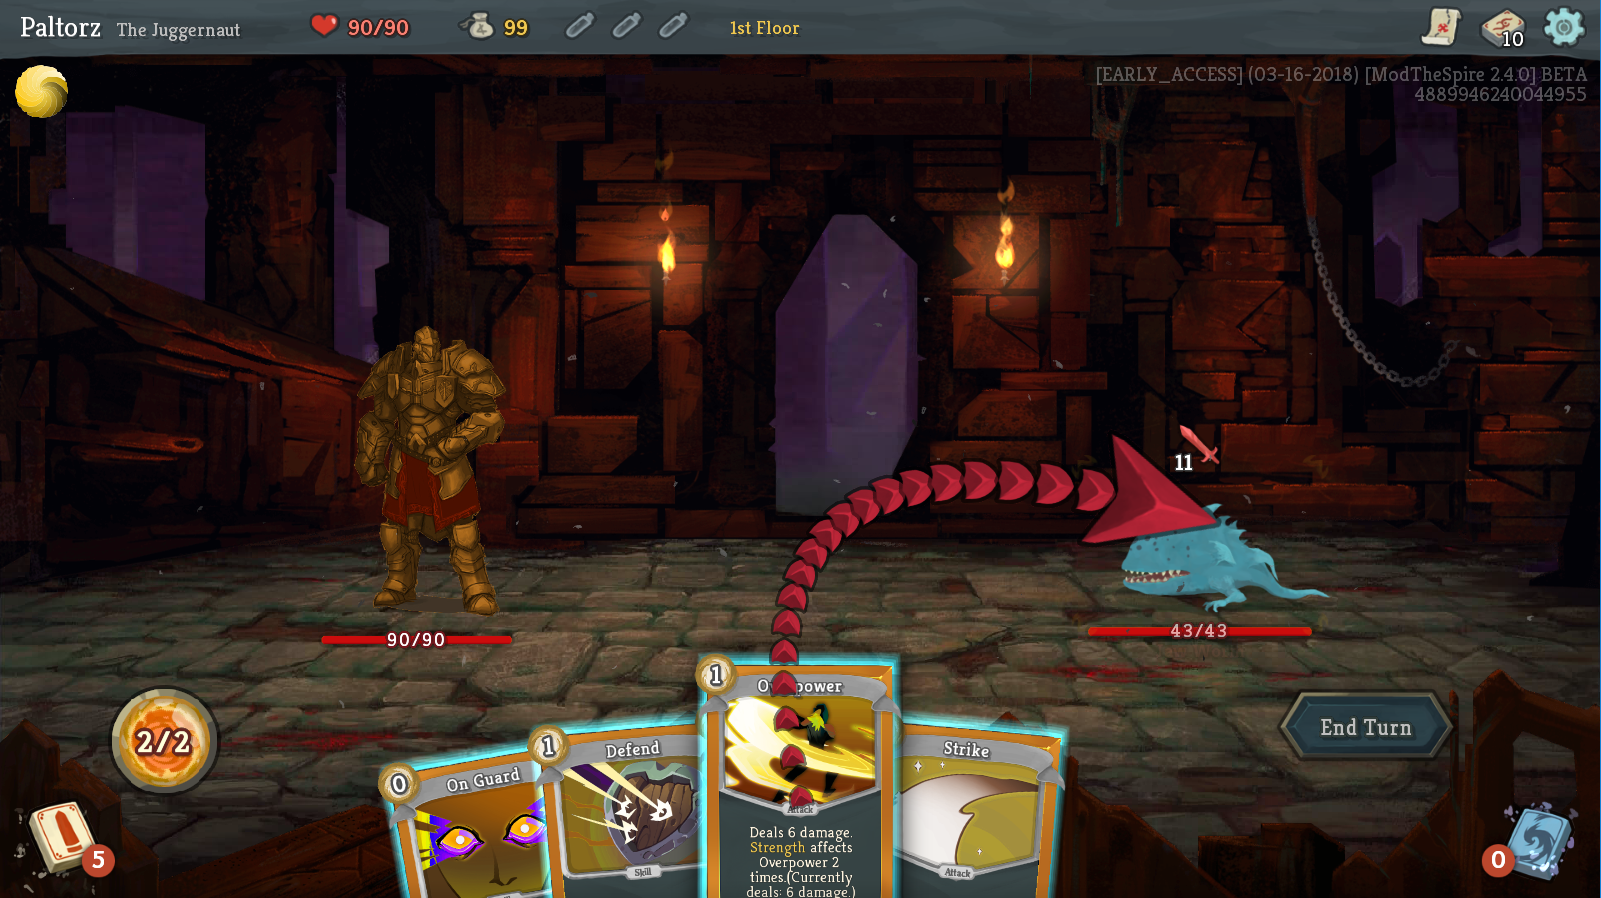 Paltorz The Juggernaut 90/90 99 1st Floor 10
[EARLY_ACCESS] (03-16-2018) [ModTheSpire 2.4.0] BETA
4889946240044955
11
43/43
90/90
2/2
End Turn
1 Overpower
Attack
Deals 6 damage.
Strength affects
Overpower 2
times.(Currently
deals: 6 damage.)
0 On Guard
1 Defend
Skill
Strike
Attack
5
0